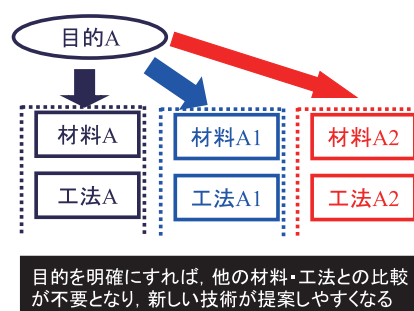 目的A
材料A 材料A1 材料A2
工法A 工法A1 工法A2
目的を明確にすれば，他の材料・工法との比較
が不要となり，新しい技術が提案しやすくなる